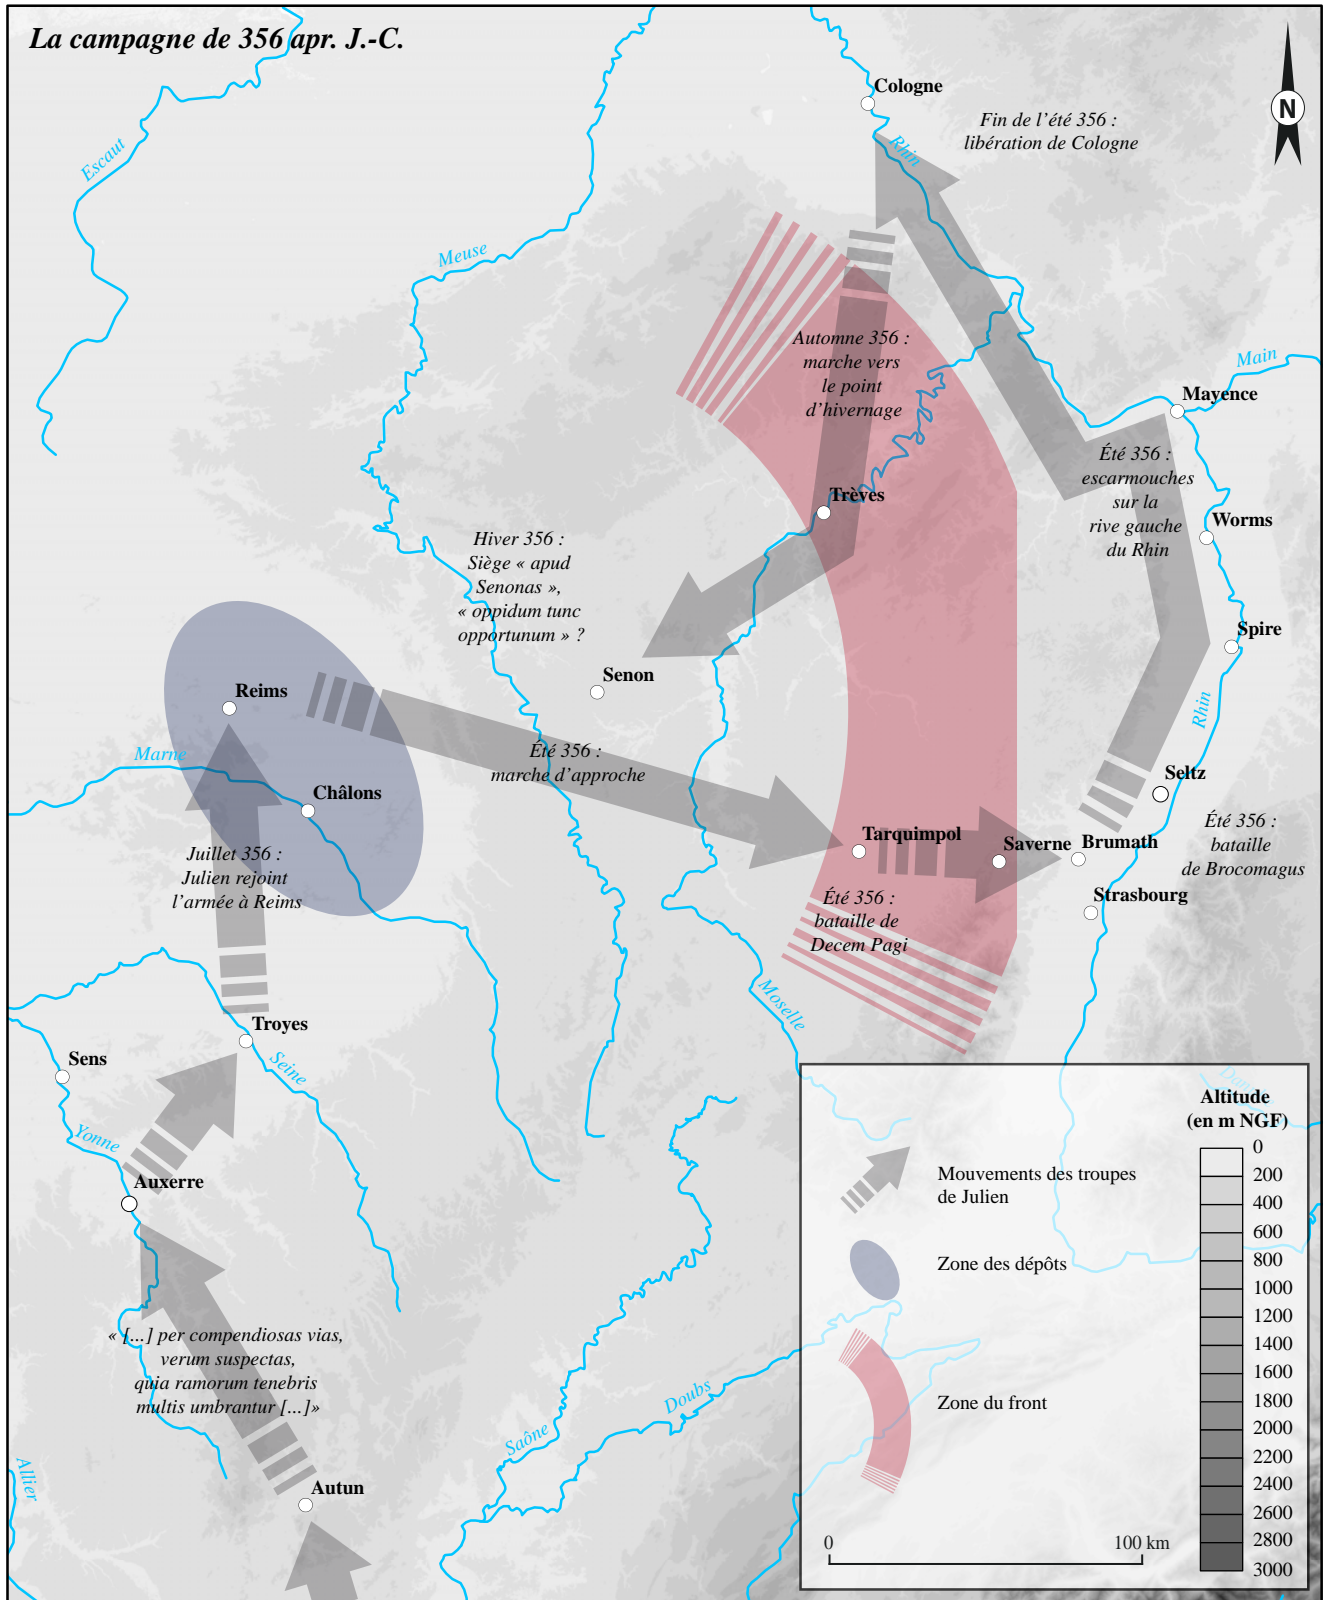 La campagne de 356 apr. J.-C.
Cologne
N
Fin de l'été 356 :
libération de Cologne
Rhin
Escaut
Meuse
Automne 356 :
marche vers
le point
d'hivernage
Main
Mayence
Été 356 :
escarmouches
sur la
rive gauche
du Rhin
Trèves
Worms
Hiver 356 :
Siège « apud
Senonas »,
« oppidum tunc
opportunum » ?
Spire
Senon
Reims
Rhin
Marne
Été 356 :
marche d'approche
Seltz
Châlons
Été 356 :
bataille
de Brocomagus
Tarquimpol
Saverne
Brumath
Juillet 356 :
Julien rejoint
l'armée à Reims
Strasbourg
Été 356 :
bataille de
Decem Pagi
Moselle
Troyes
Seine
Sens
Yonne
Auxerre
« [...] per compendiosas vias,
verum suspectas,
quia ramorum tenebris
multis umbrantur [...]»
Doubs
Saône
Allier
Autun
Altitude
(en m NGF)
0
200
400
600
800
1000
1200
1400
1600
1800
2000
2200
2400
2600
2800
3000
Mouvements des troupes
de Julien
Zone des dépôts
Zone du front
0
100 km